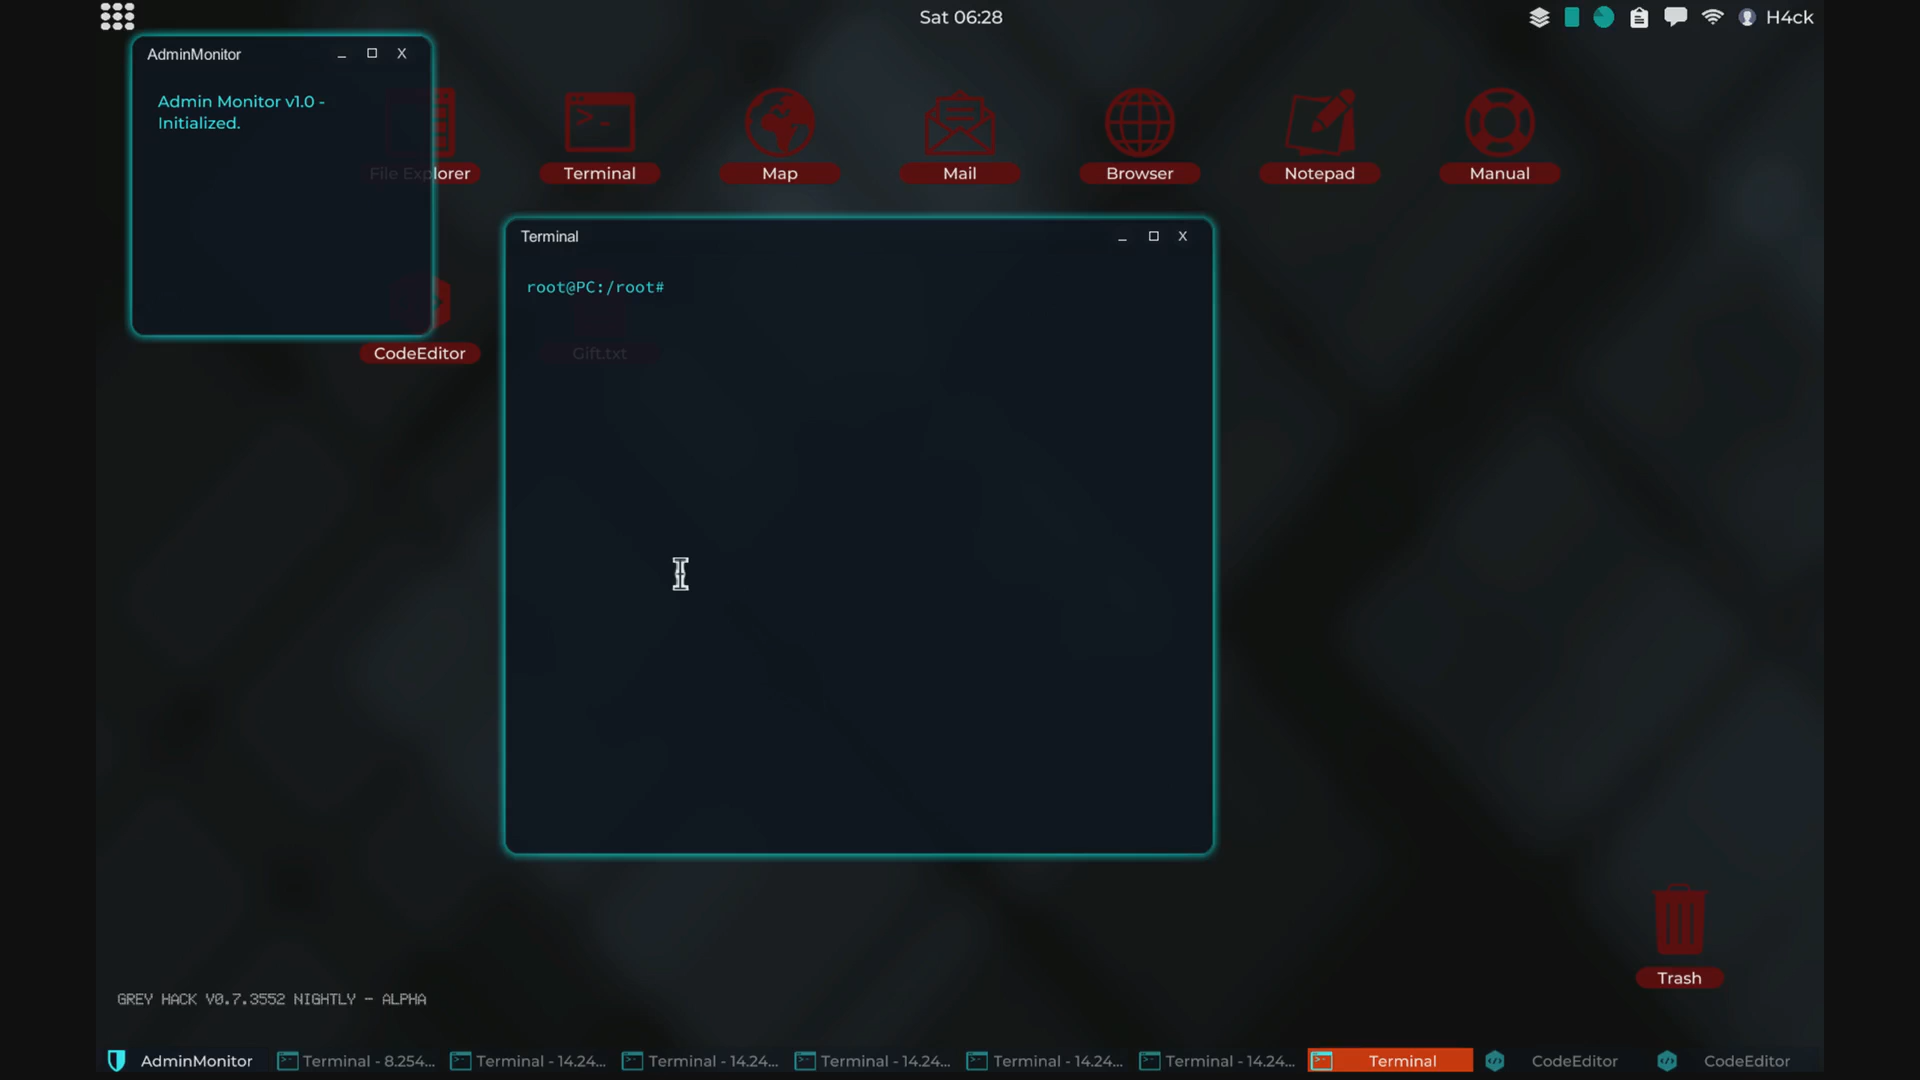 Sat 06:28
H4ck
AdminMonitor
_ □ X
Admin Monitor v1.0 -
Initialized.
File Explorer
Terminal
Map
Mail
Browser
Notepad
Manual
Terminal
_ □ X
root@PC:/root#
CodeEditor
Gift.txt
Trash
GREY HACK V0.7.3552 NIGHTLY - ALPHA
AdminMonitor
Terminal - 8.254...
Terminal - 14.24...
Terminal - 14.24...
Terminal - 14.24...
Terminal - 14.24...
Terminal - 14.24...
Terminal
CodeEditor
CodeEditor